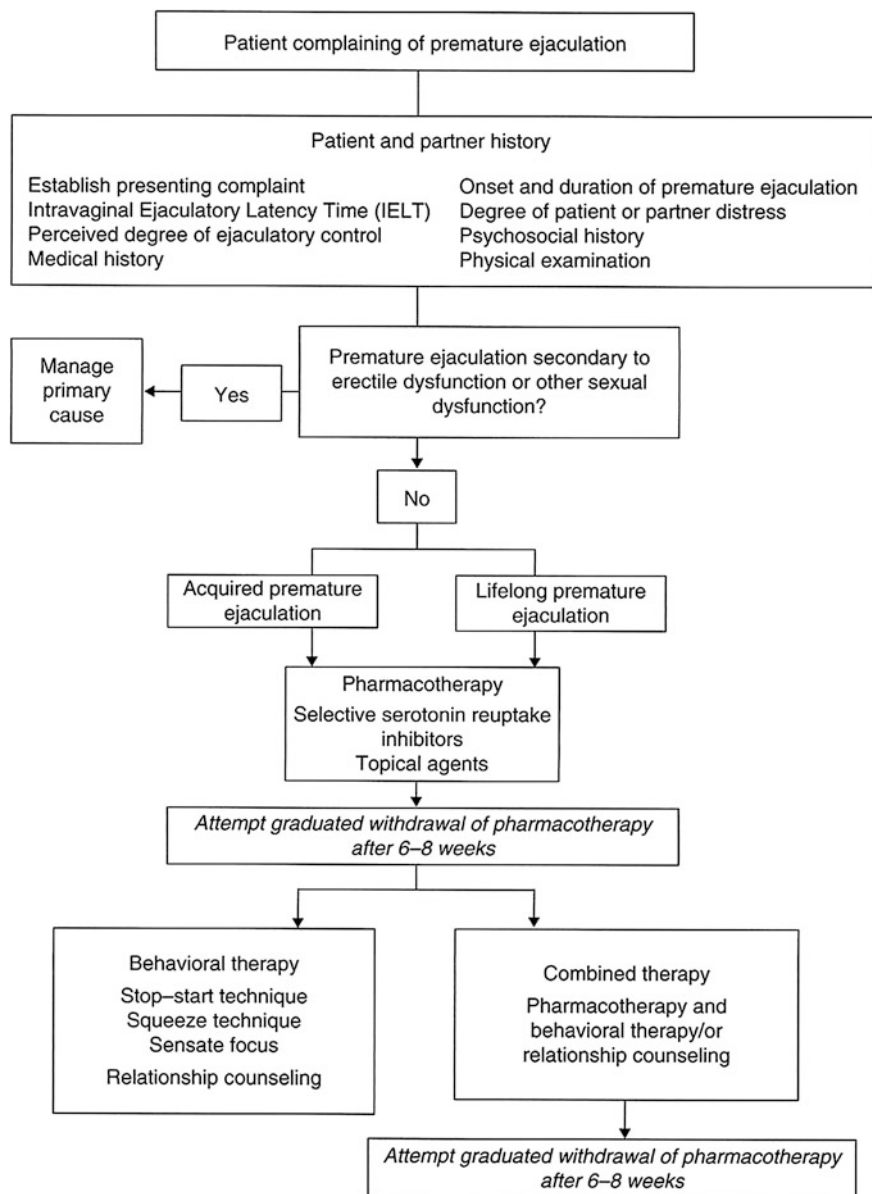 Patient complaining of premature ejaculation
Patient and partner history
Establish presenting complaint
Intravaginal Ejaculatory Latency Time (IELT)
Perceived degree of ejaculatory control
Medical history
Onset and duration of premature ejaculation
Degree of patient or partner distress
Psychosocial history
Physical examination
Manage
primary
cause
Yes
Premature ejaculation secondary to
erectile dysfunction or other sexual
dysfunction?
No
Acquired premature
ejaculation
Lifelong premature
ejaculation
Pharmacotherapy
Selective serotonin reuptake
inhibitors
Topical agents
Attempt graduated withdrawal of pharmacotherapy
after 6–8 weeks
Behavioral therapy
Stop–start technique
Squeeze technique
Sensate focus
Relationship counseling
Combined therapy
Pharmacotherapy and
behavioral therapy/or
relationship counseling
Attempt graduated withdrawal of pharmacotherapy
after 6–8 weeks